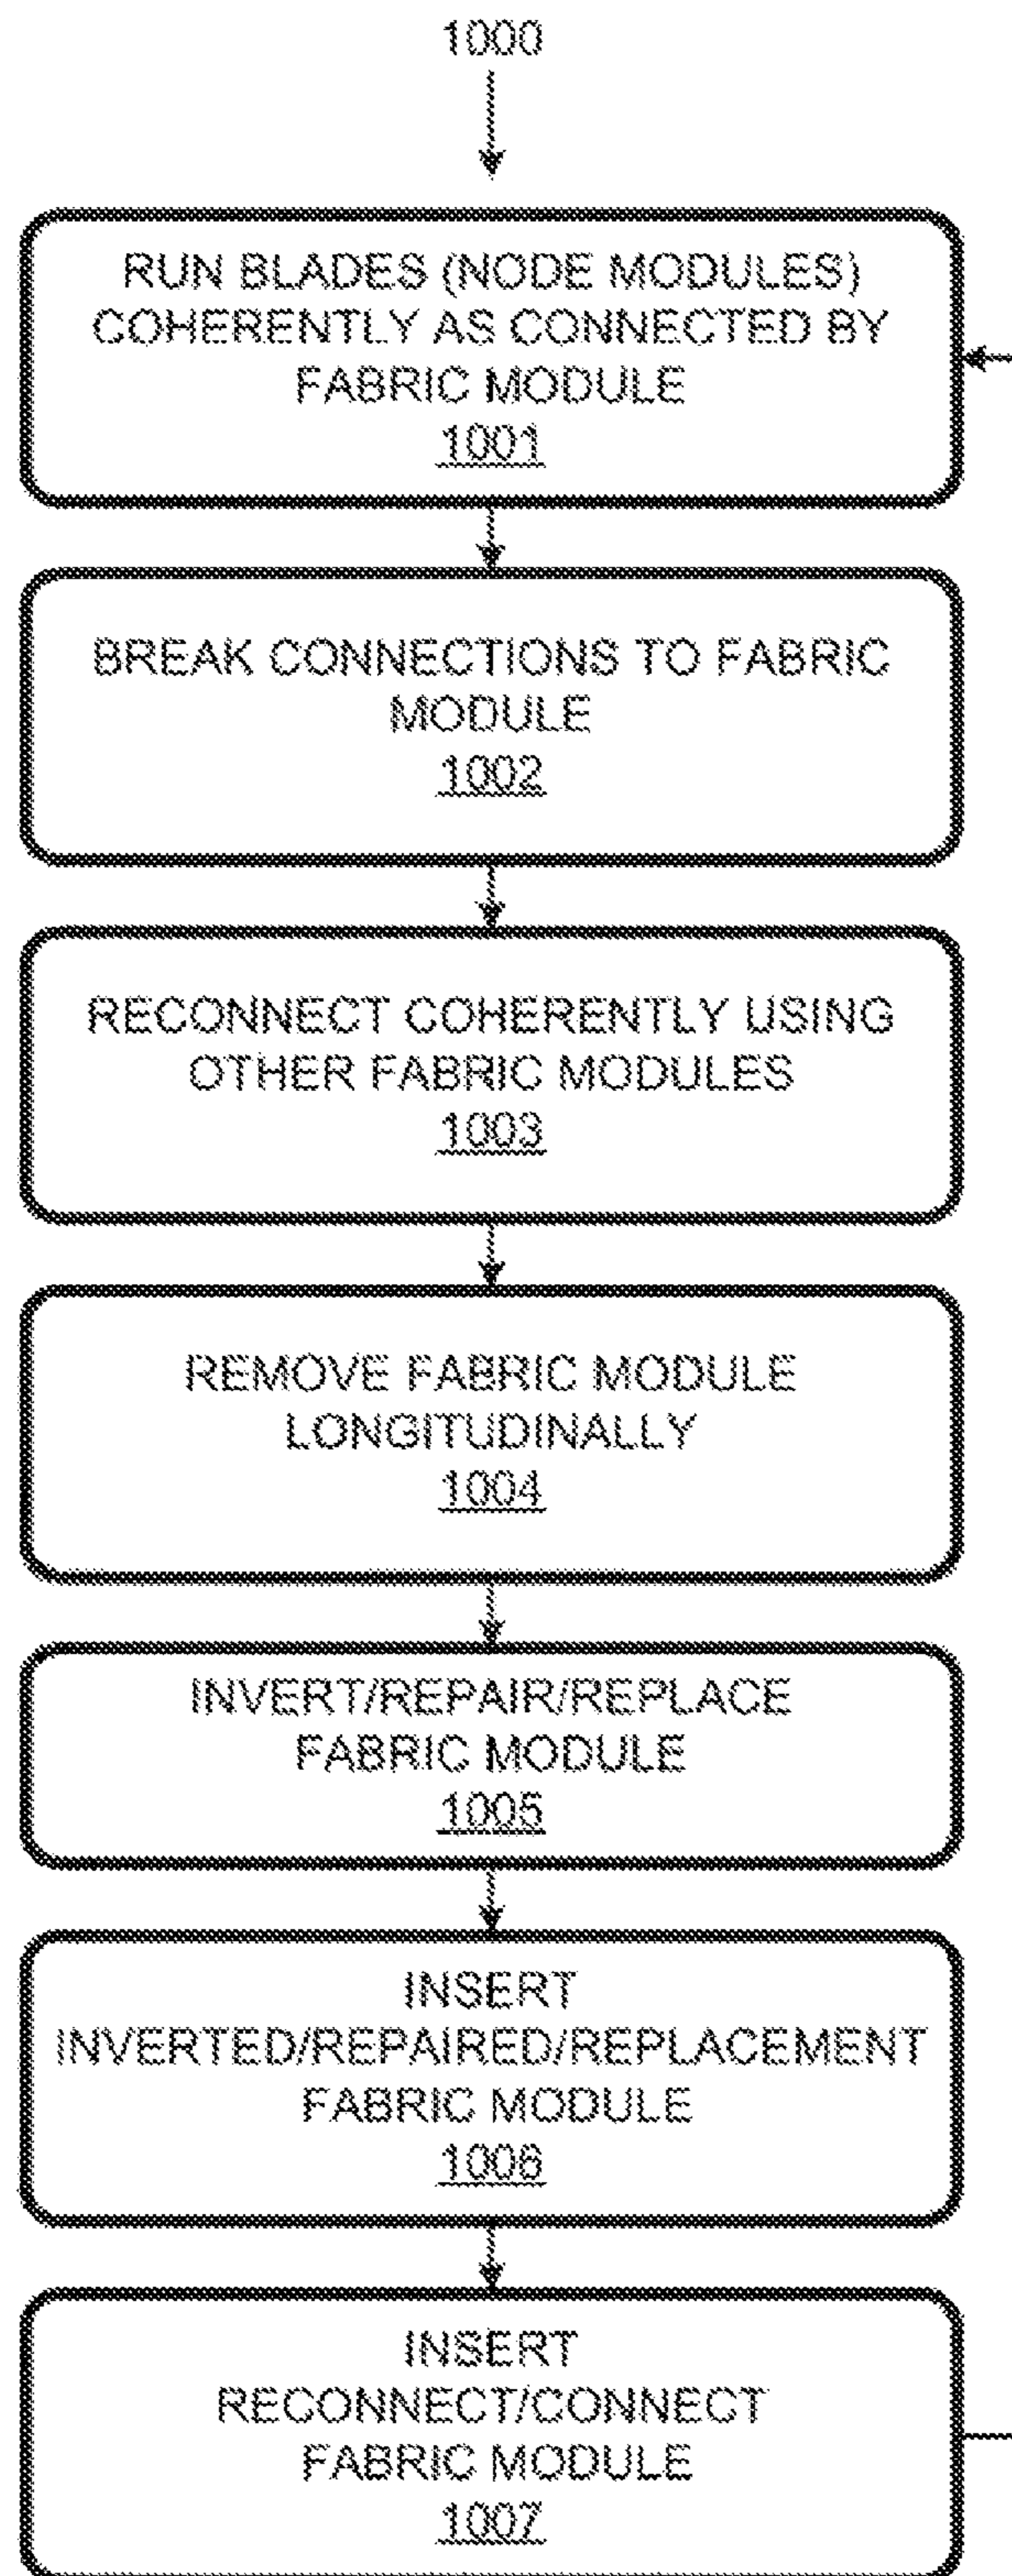 1000
RUN BLADES (NODE MODULES)
COHERENTLY AS CONNECTED BY
FABRIC MODULE
1001
BREAK CONNECTIONS TO FABRIC
MODULE
1002
RECONNECT COHERENTLY USING
OTHER FABRIC MODULES
1003
REMOVE FABRIC MODULE
LONGITUDINALLY
1004
INVERT/REPAIR/REPLACE
FABRIC MODULE
1005
INSERT
INVERTED/REPAIRED/REPLACEMENT
FABRIC MODULE
1006
INSERT
RECONNECT/CONNECT
FABRIC MODULE
1007